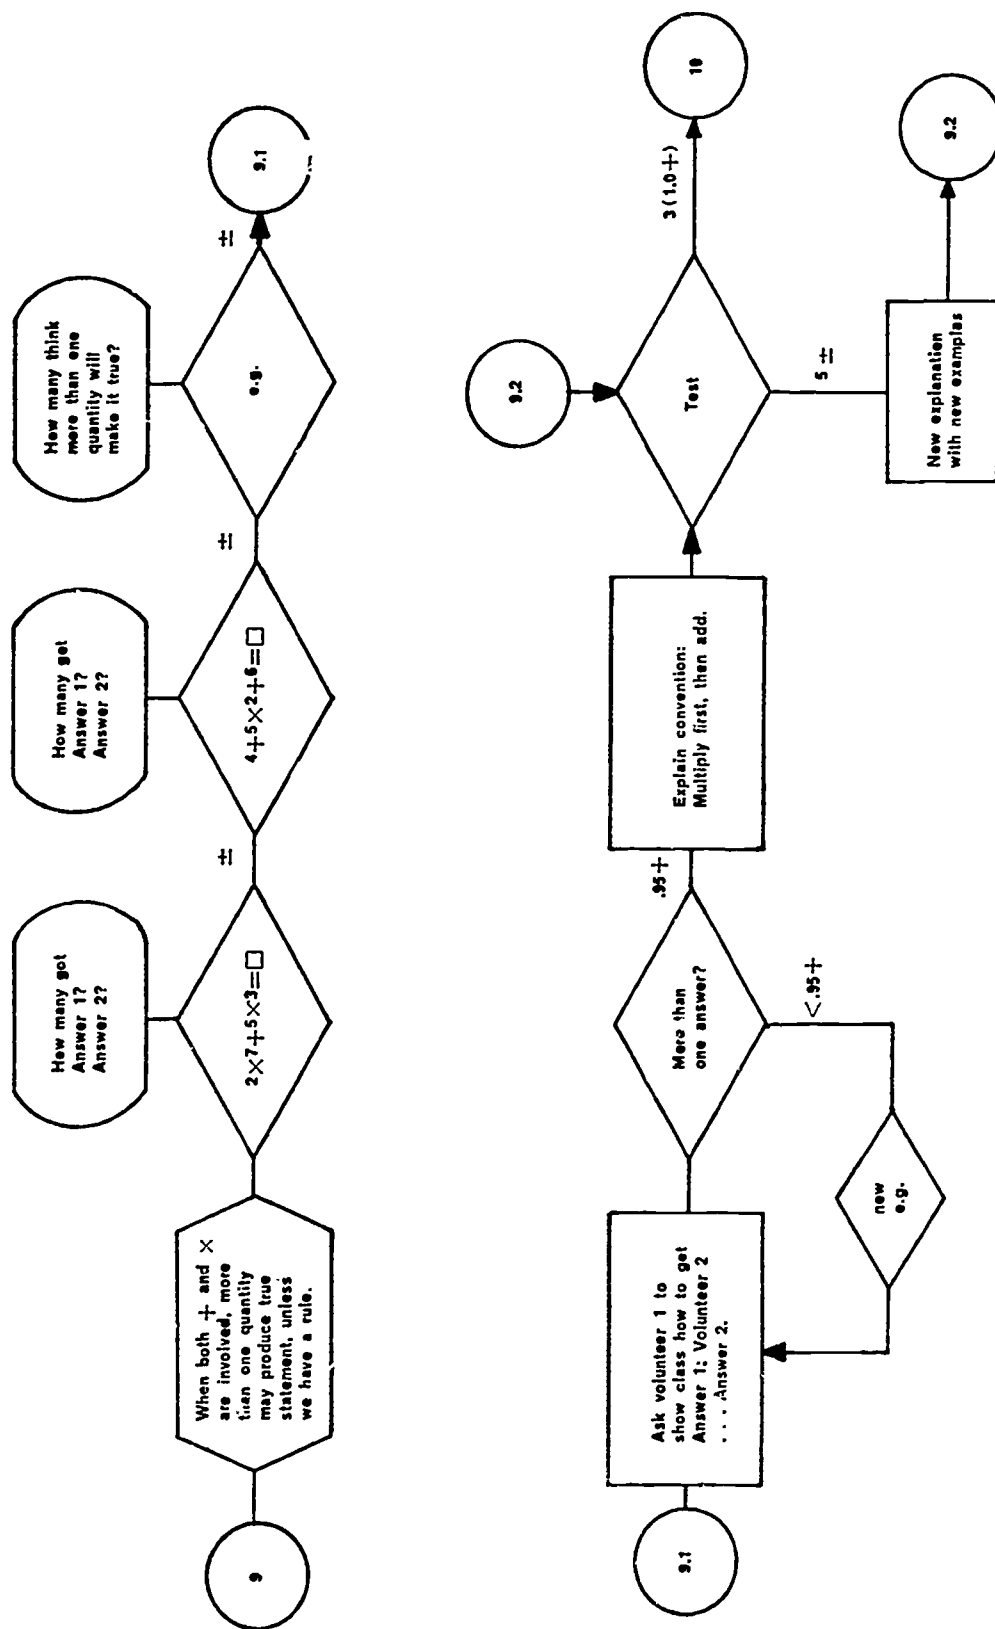 9
When both + and ×
are involved, more
than one quantity
may produce true
statement, unless
we have a rule.
How many got
Answer 1?
Answer 2?
2×7+5×3=□
±
How many get
Answer 1?
Answer 2?
4+5×2+6=□
±
How many think
more than one
quantity will
make it true?
e.g.
±
9.1
9.1
Ask volunteer 1 to
show class how to get
Answer 1; Volunteer 2
. . . .Answer 2.
More than
one answer?
.95+
<.95+
new
e.g.
Explain convention:
Multiply first, then add.
9.2
Test
3(1.0+)
10
5 ±
New explanation
with new examples
9.2